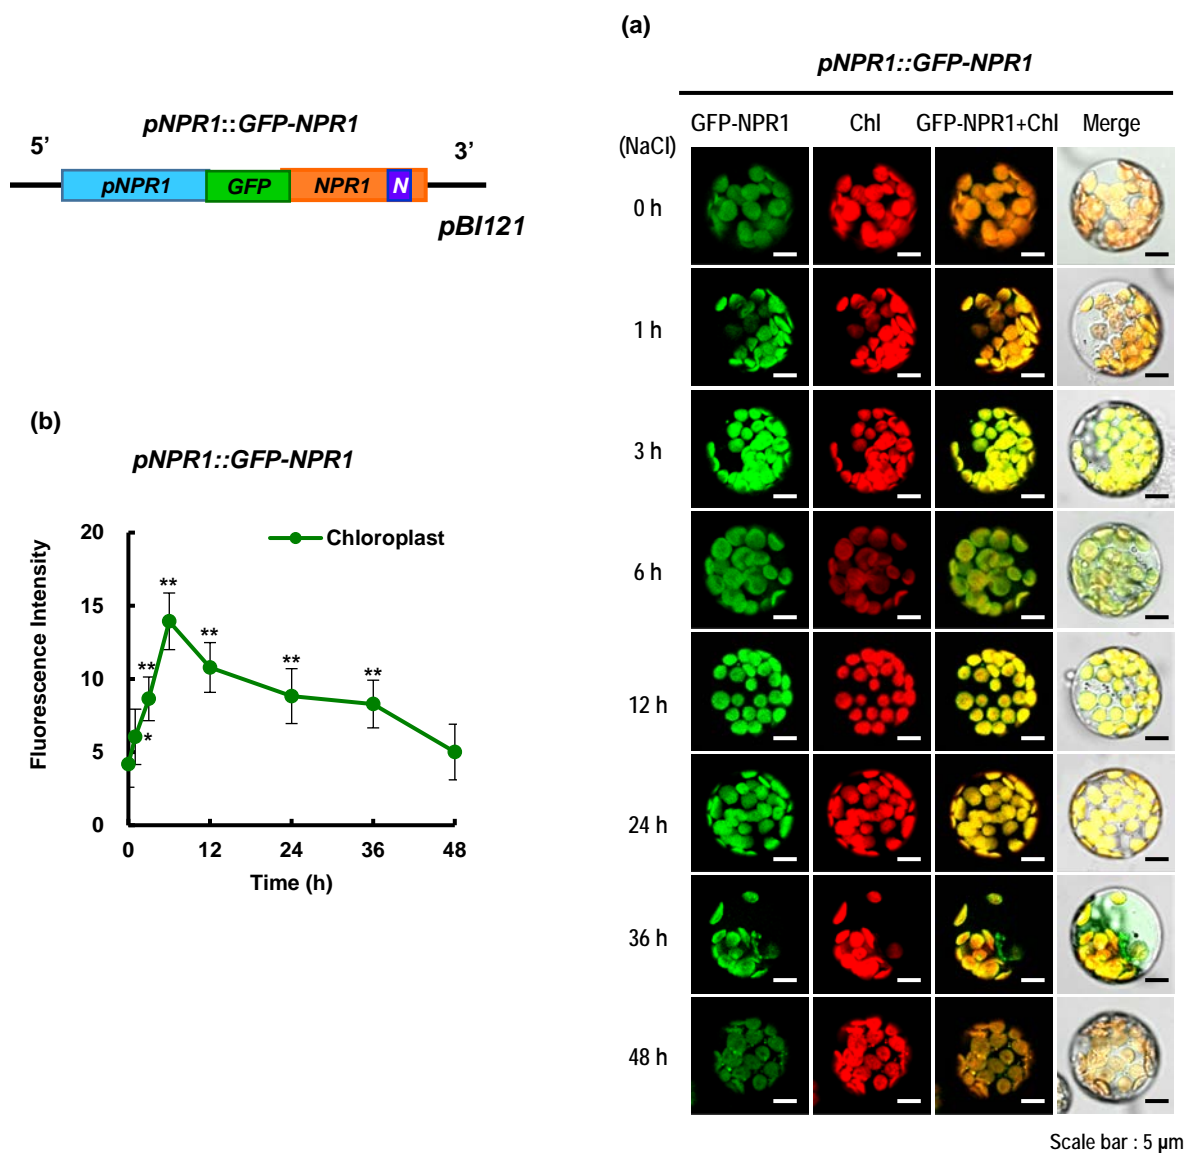 (a)
pNPR1::GFP-NPR1
GFP-NPR1 Chl GFP-NPR1+Chl Merge
(NaCl)
0 h
1 h
3 h
6 h
12 h
24 h
36 h
48 h
Scale bar : 5 µm
pNPR1::GFP-NPR1
5’ 3’
pNPR1 GFP NPR1 N
pBI121
(b)
pNPR1::GFP-NPR1
Chloroplast
Fluorescence Intensity
20
15
10
5
0
** ** ** ** **
*
0 12 24 36 48
Time (h)